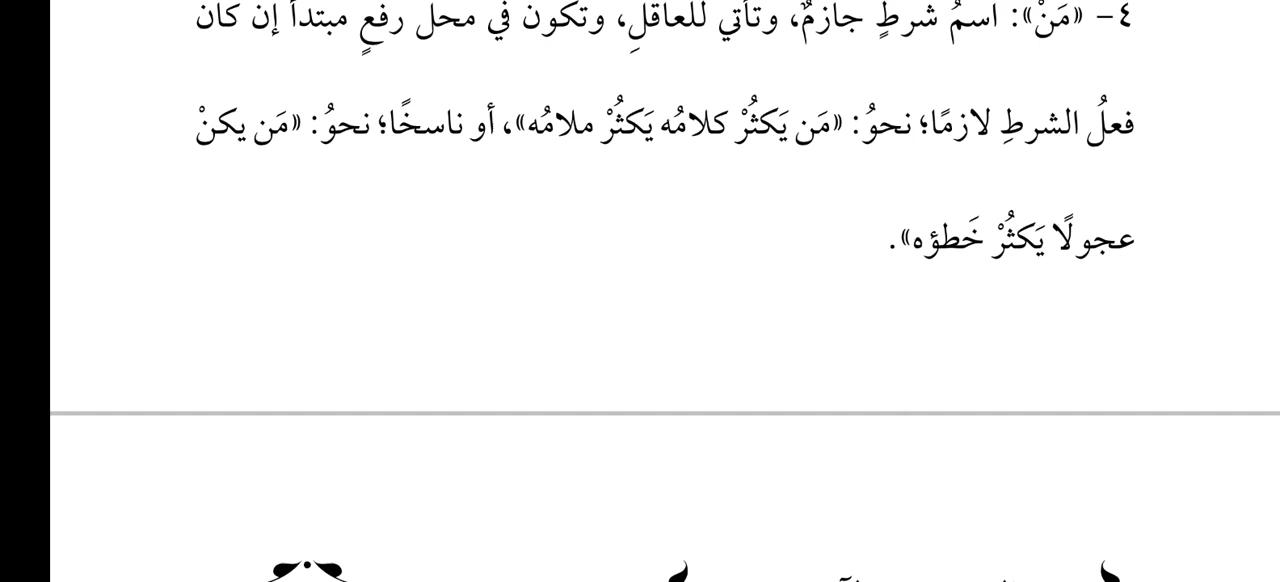 ٤- «مَنْ»: اسمُ شرطٍ جازمٌ، وتأتي للعاقلِ، وتكون في محل رفعٍ مبتدأ إن كان
فعلُ الشرطِ لازمًا؛ نحوُ: «مَن يَكثُرْ كلامُه يَكثُرْ ملامُه»، أو ناسخًا؛ نحوُ: «مَن يكنْ
عجولًا يَكثُرْ خَطؤه».